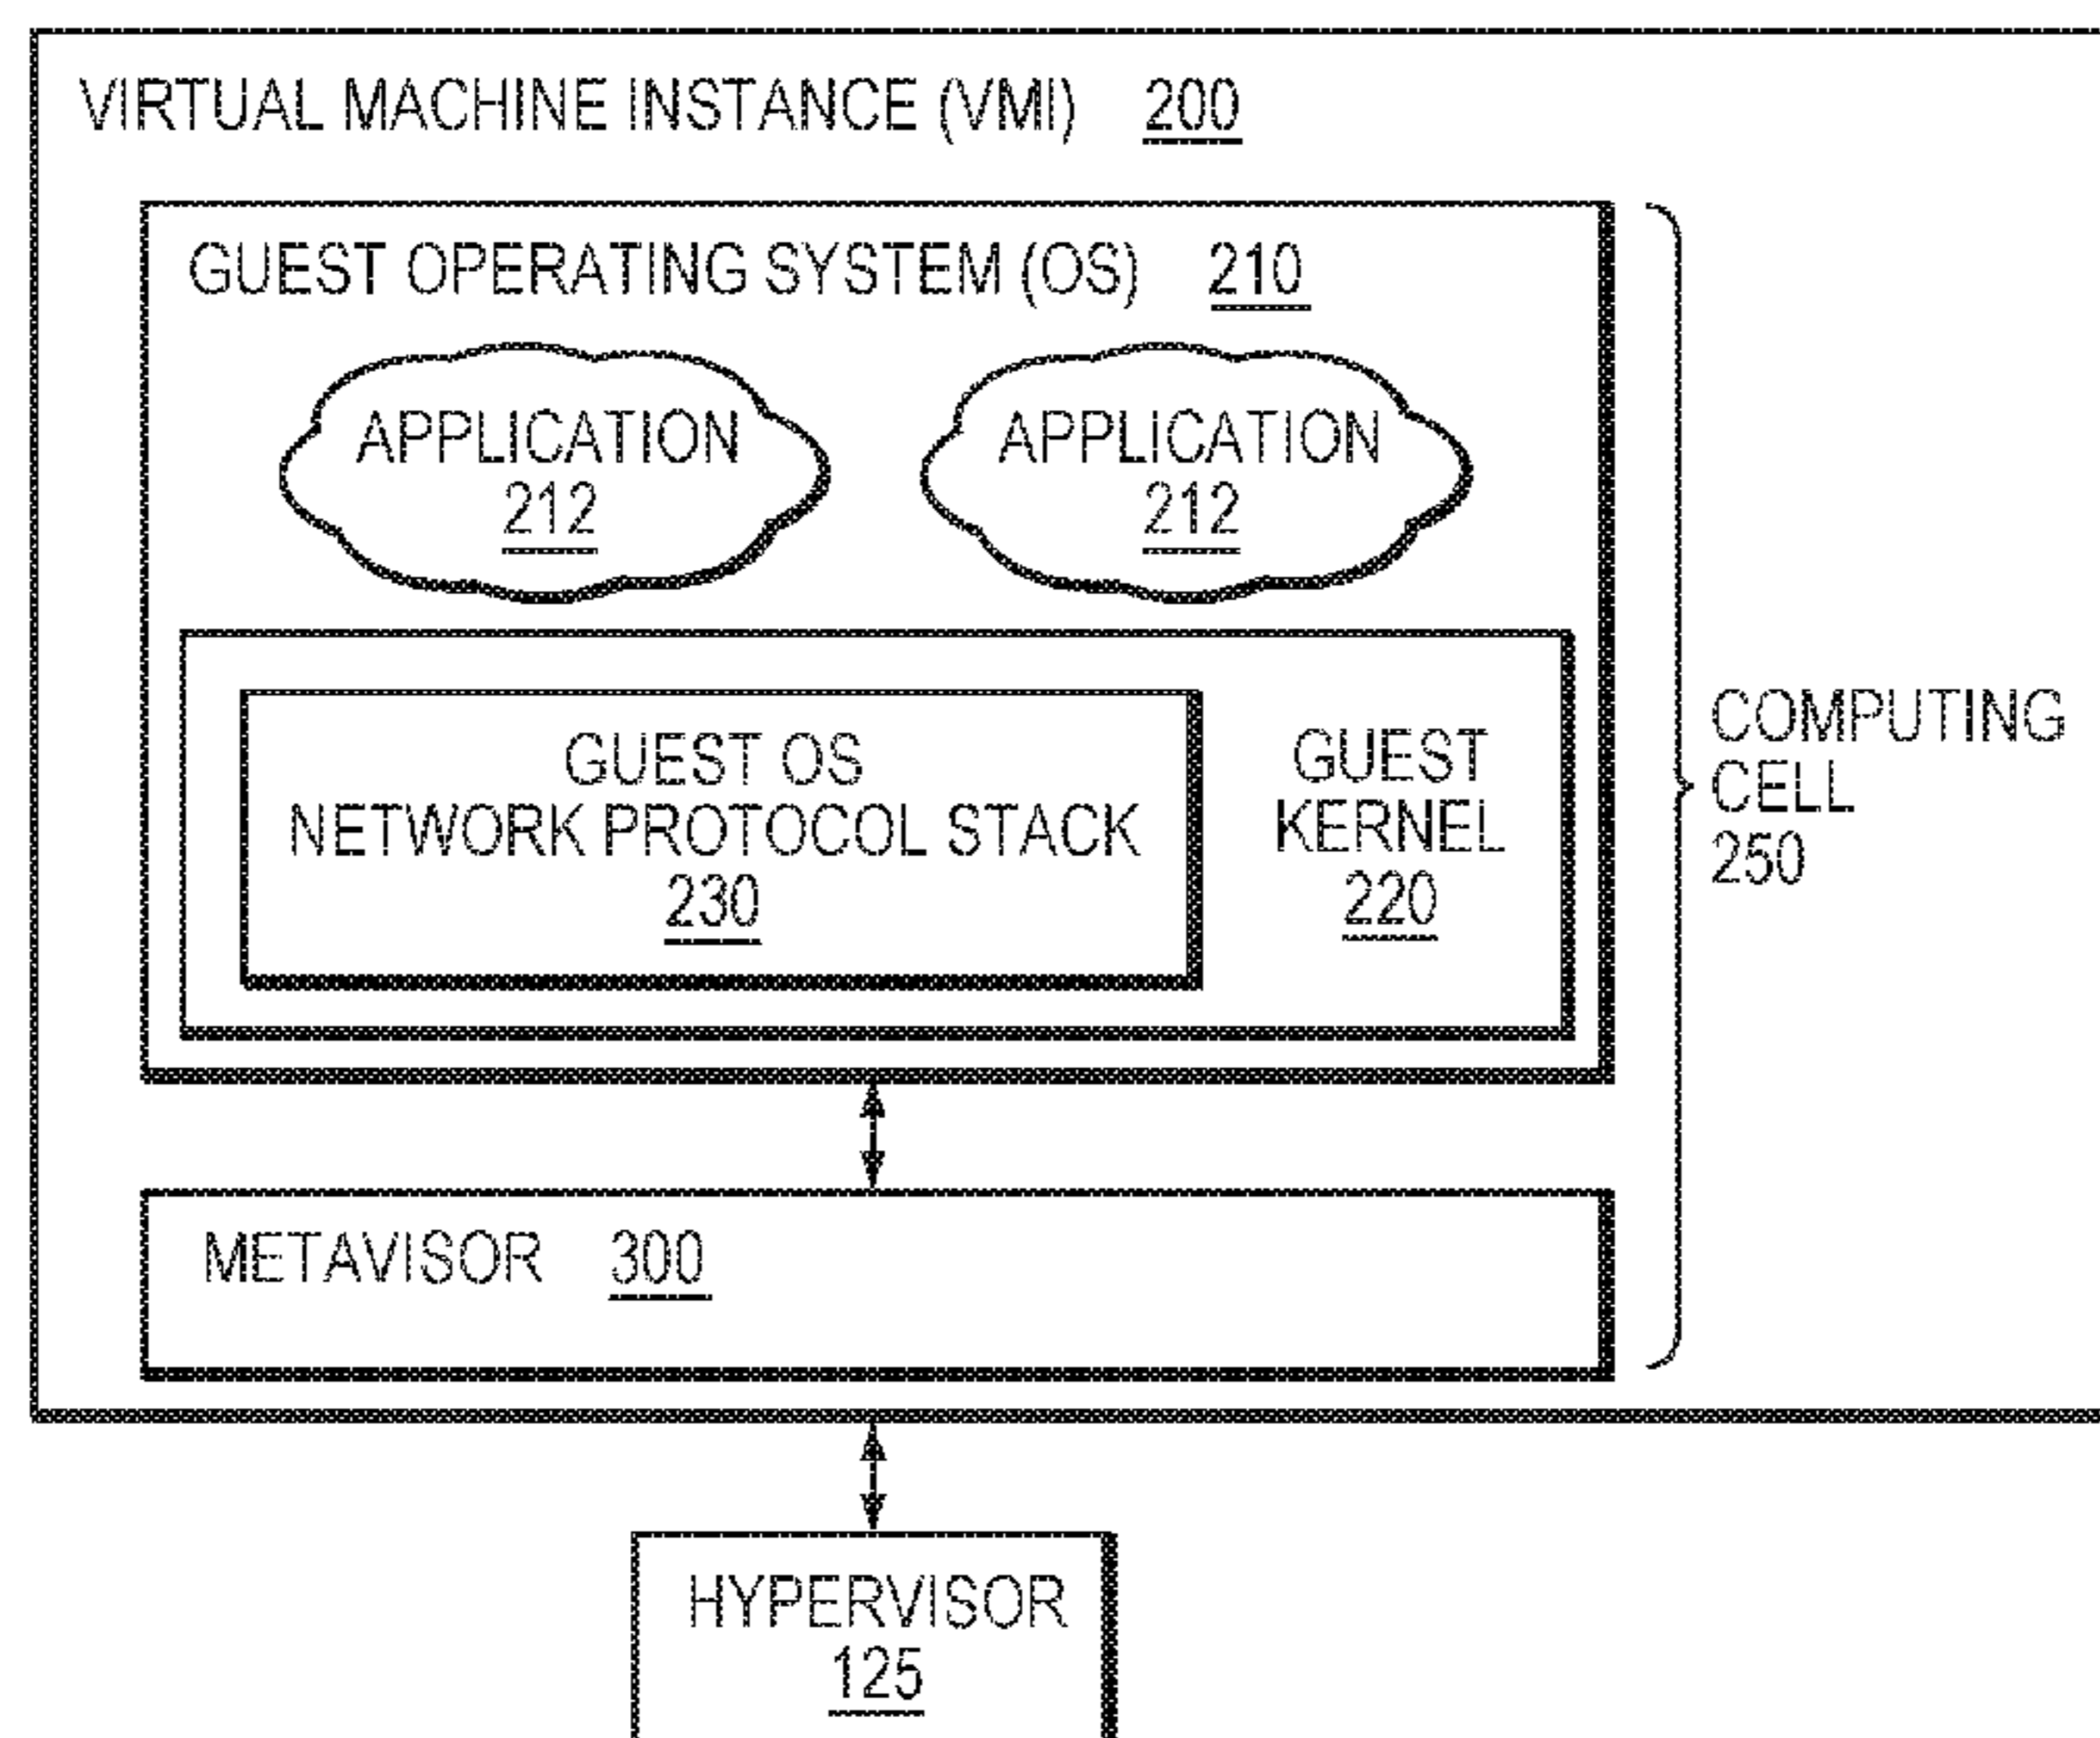 VIRTUAL MACHINE INSTANCE (VMI) 200
GUEST OPERATING SYSTEM (OS) 210
APPLICATION
212
APPLICATION
212
GUEST OS
NETWORK PROTOCOL STACK
230
GUEST
KERNEL
220
COMPUTING
CELL
250
METAVISOR 300
HYPERVISOR
125